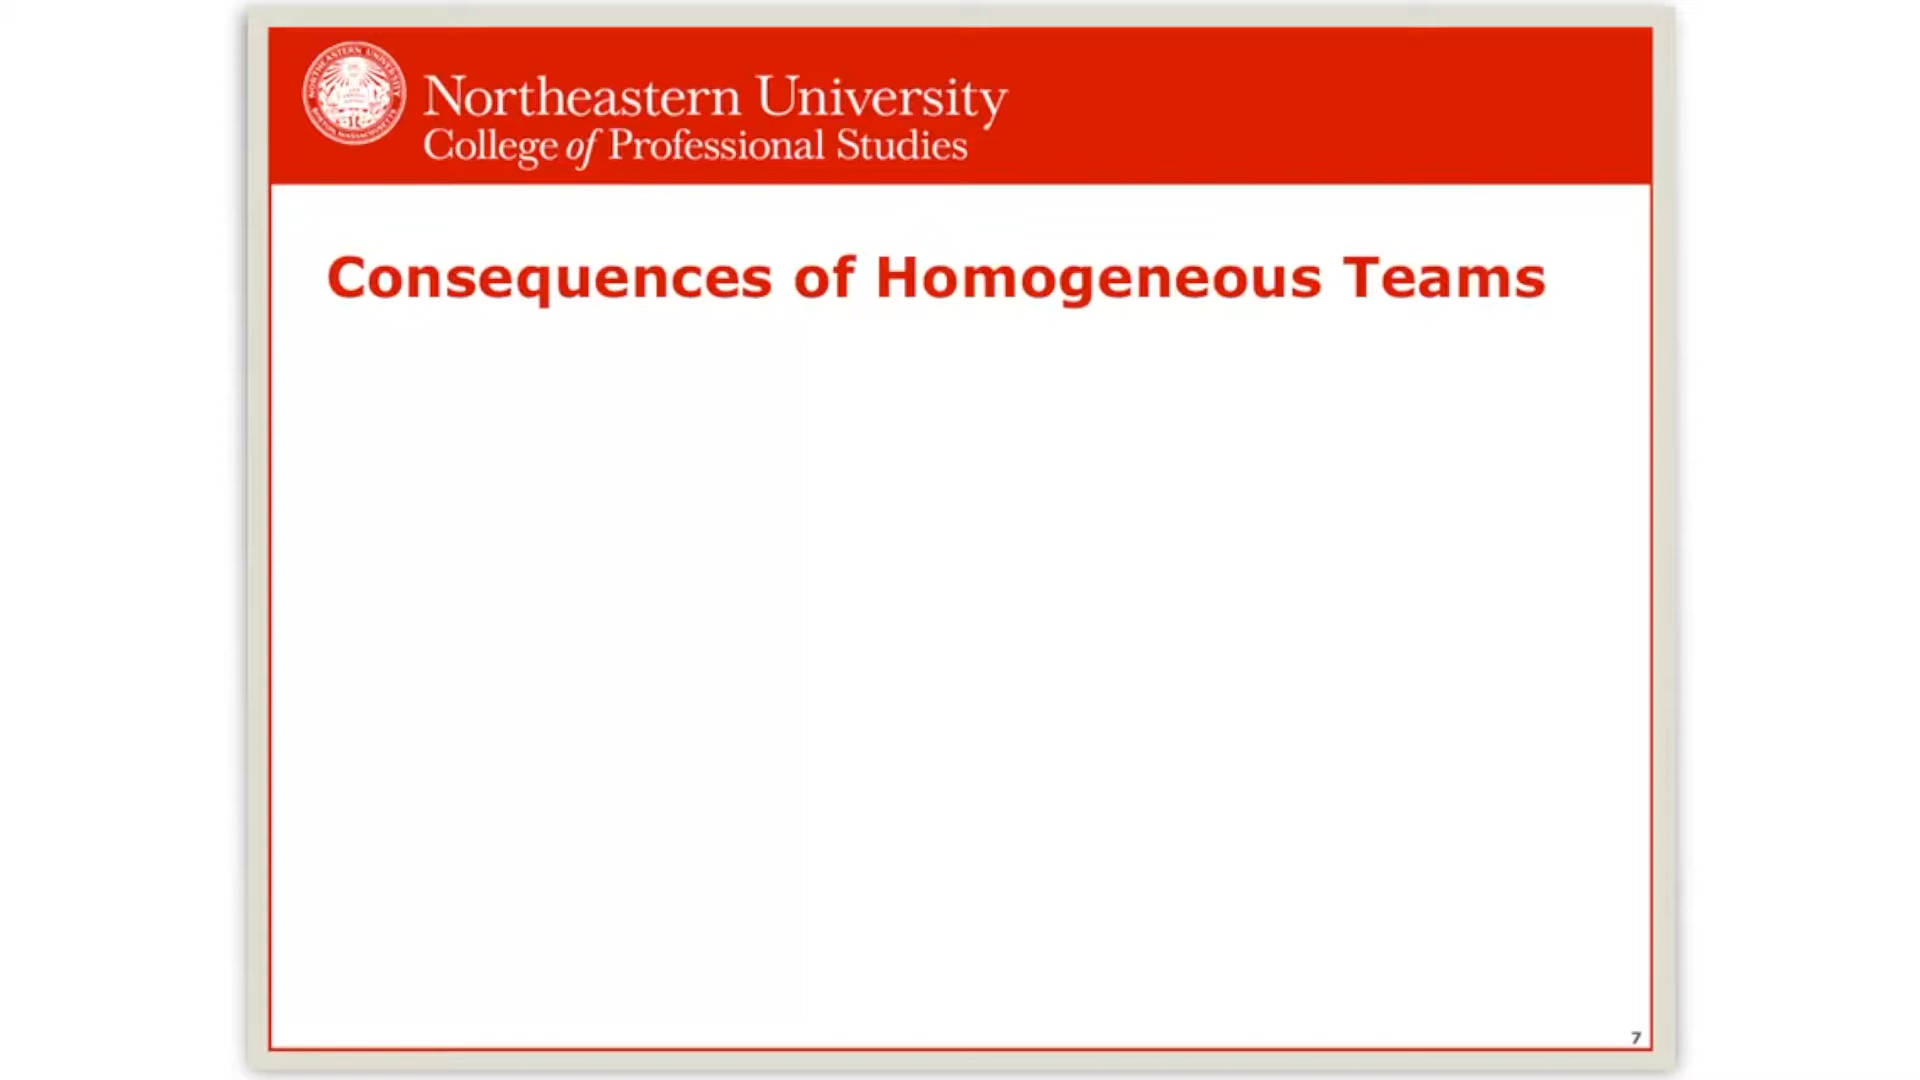 Northeastern University
College of Professional Studies
Consequences of Homogeneous Teams
7